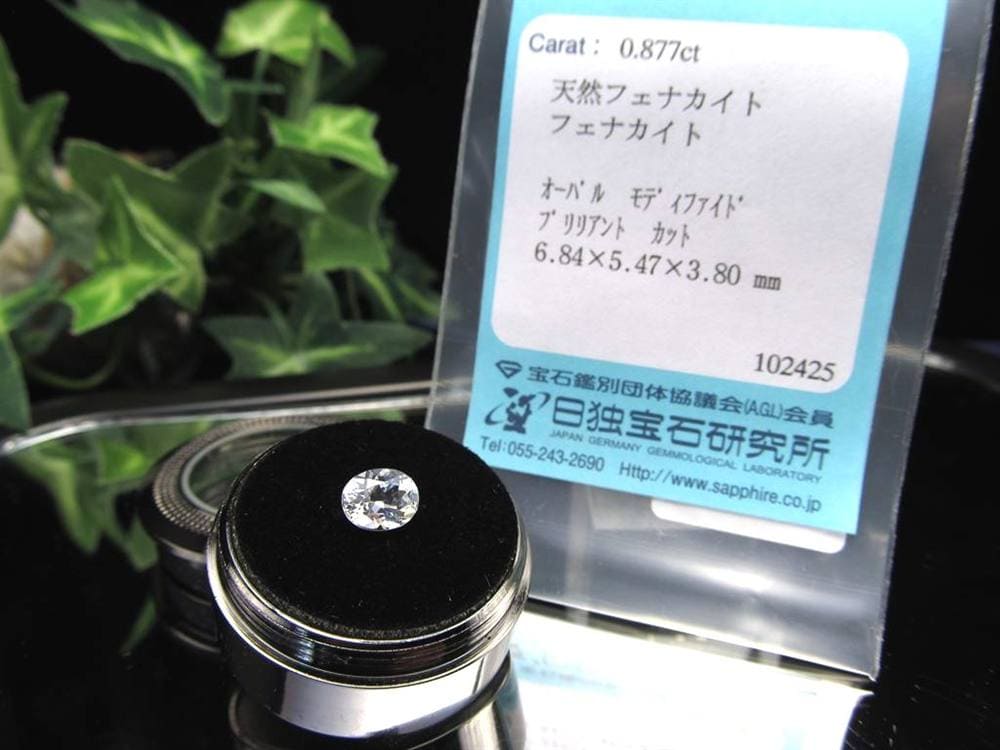 Carat : 0.877ct
天然フェナカイト
フェナカイト
ｵｰﾊﾞﾙ ﾓﾃﾞｨﾌｧｲﾄﾞ
ﾌﾞﾘﾘｱﾝﾄ ｶｯﾄ
6.84×5.47×3.80 mm
102425
宝石鑑別団体協議会(AGL)会員
日独宝石研究所
JAPAN GERMANY GEMMOLOGICAL LABORATORY
Tel:055-243-2690 Http://www.sapphire.co.jp